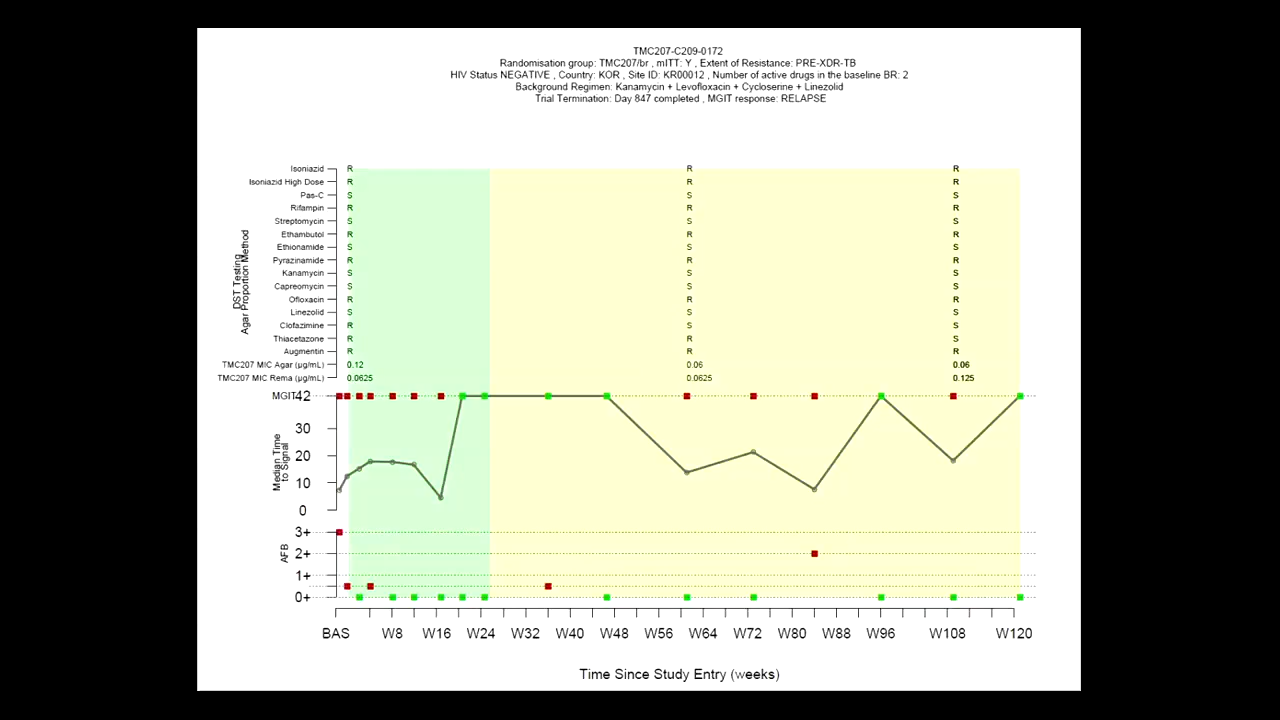 TMC207-C209-0172
Randomisation group: TMC207/br , mITT: Y , Extent of Resistance: PRE-XDR-TB
HIV Status NEGATIVE , Country: KOR , Site ID: KR00012 , Number of active drugs in the baseline BR: 2
Background Regimen: Kanamycin + Levofloxacin + Cycloserine + Linezolid
Trial Termination: Day 847 completed , MGIT response: RELAPSE
DST Testing
Agar Proportion Method
Isoniazid R R R
Isoniazid High Dose R R R
Pas-C S S S
Rifampin R R R
Streptomycin S S S
Ethambutol R R R
Ethionamide S S S
Pyrazinamide R R R
Kanamycin S S S
Capreomycin S S S
Ofloxacin R R R
Linezolid S S S
Clofazimine R S S
Thiacetazone R R S
Augmentin R R R
TMC207 MIC Agar (µg/mL) 0.12 0.06 0.06
TMC207 MIC Rema (µg/mL) 0.0625 0.0625 0.125
MGIT42
Median Time
to Signal
30
20
10
0
AFB
3+
2+
1+
0+
BAS W8 W16 W24 W32 W40 W48 W56 W64 W72 W80 W88 W96 W108 W120
Time Since Study Entry (weeks)